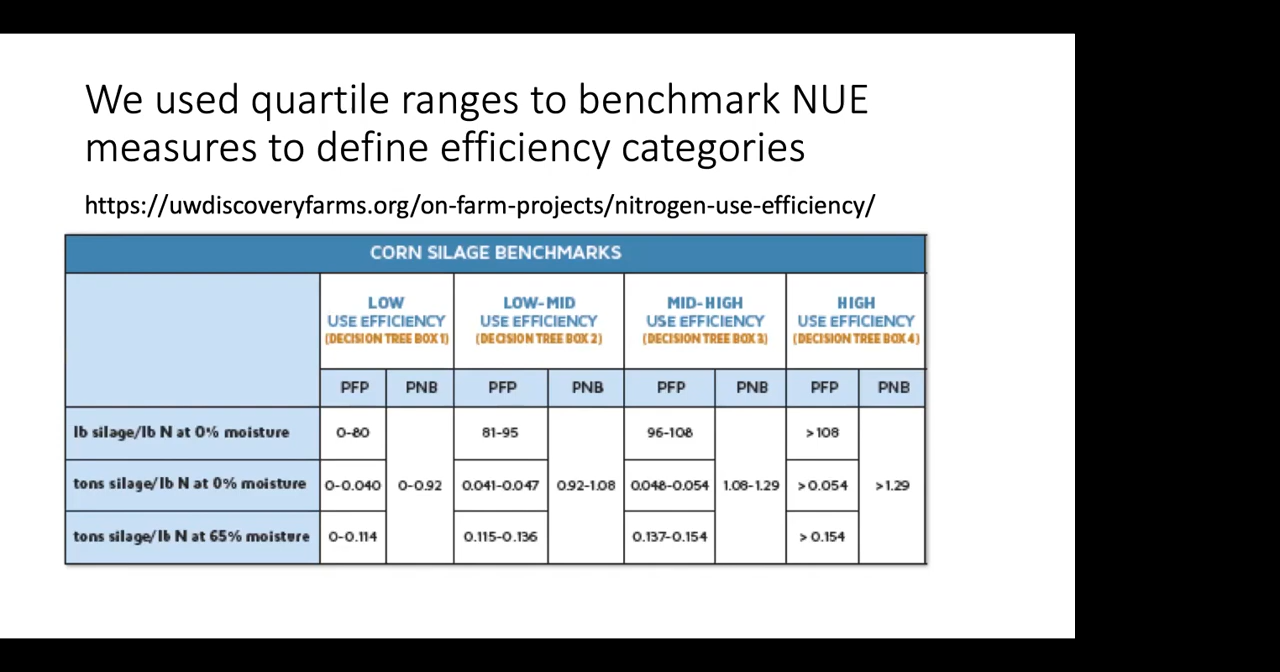 We used quartile ranges to benchmark NUE
measures to define efficiency categories
https://uwdiscoveryfarms.org/on-farm-projects/nitrogen-use-efficiency/
CORN SILAGE BENCHMARKS
LOW USE EFFICIENCY (DECISION TREE BOX 1) LOW-MID USE EFFICIENCY (DECISION TREE BOX 2) MID-HIGH USE EFFICIENCY (DECISION TREE BOX 3) HIGH USE EFFICIENCY (DECISION TREE BOX 4)
PFP PNB PFP PNB PFP PNB PFP PNB
lb silage/lb N at 0% moisture 0-80 81-95 96-108 >108
tons silage/lb N at 0% moisture 0-0.040 0-0.92 0.041-0.047 0.92-1.08 0.048-0.054 1.08-1.29 >0.054 >1.29
tons silage/lb N at 65% moisture 0-0.114 0.115-0.136 0.137-0.154 > 0.154